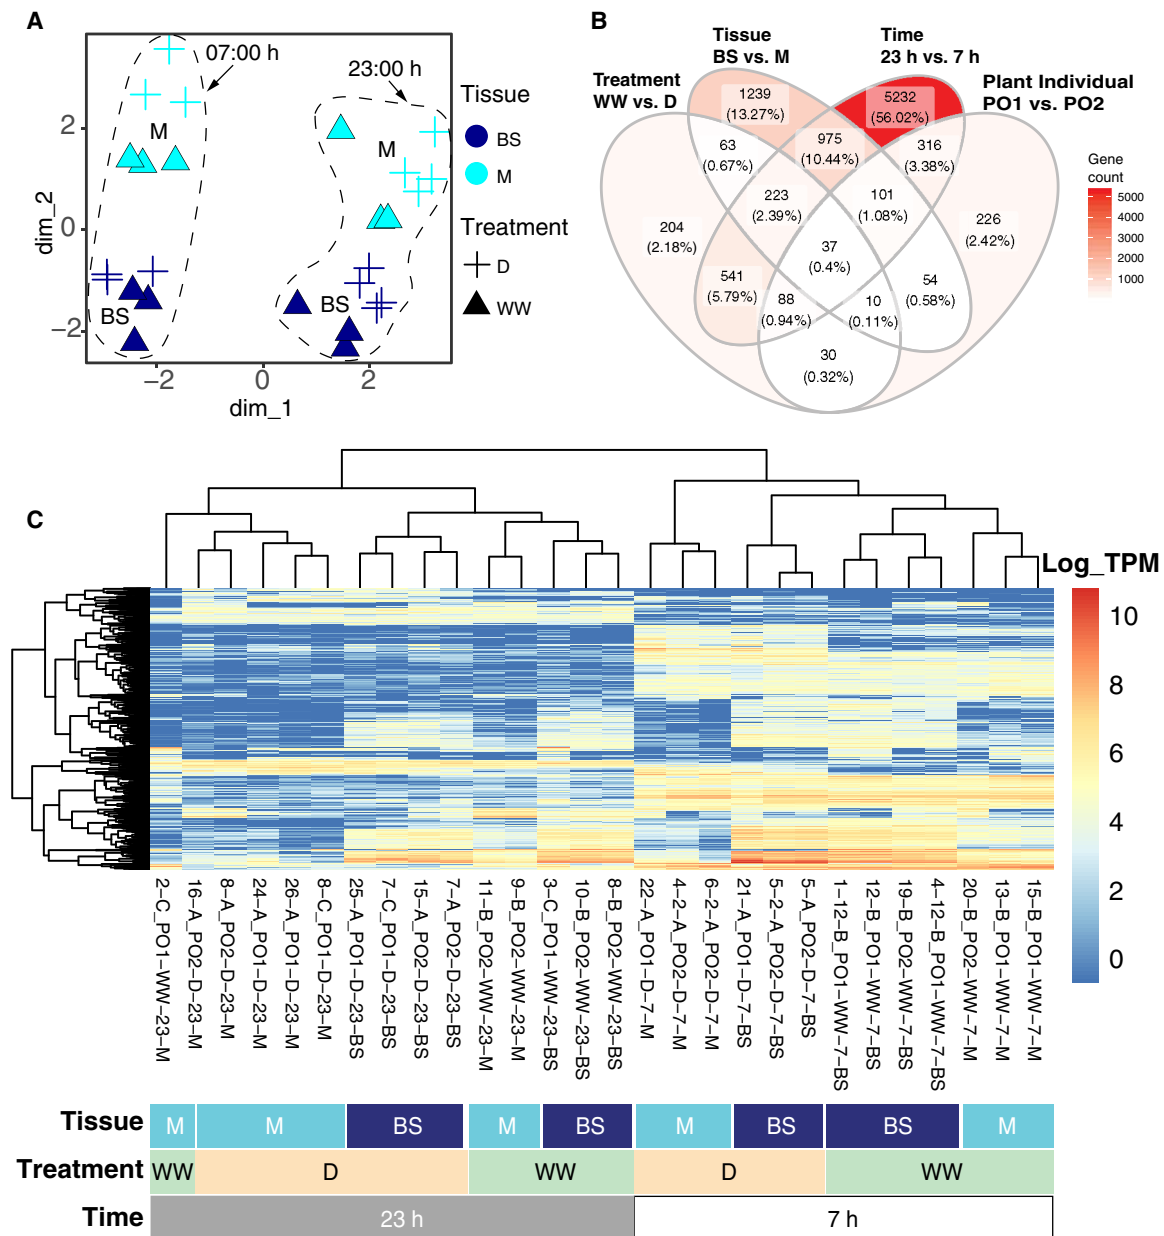 A
07:00 h
23:00 h
M
M
BS
BS
2
0
−2
dim_2
−2
0
2
dim_1
Tissue
BS
M
Treatment
D
WW
B
Tissue
BS vs. M
Time
23 h vs. 7 h
Treatment
WW vs. D
Plant Individual
PO1 vs. PO2
1239
(13.27%)
5232
(56.02%)
63
(0.67%)
975
(10.44%)
316
(3.38%)
223
(2.39%)
101
(1.08%)
204
(2.18%)
226
(2.42%)
37
(0.4%)
541
(5.79%)
54
(0.58%)
88
(0.94%)
10
(0.11%)
30
(0.32%)
Gene
count
5000
4000
3000
2000
1000
C
Log_TPM
10
8
6
4
2
0
2−C_PO1−WW−23−M
16−A_PO2−D−23−M
8−A_PO2−D−23−M
24−A_PO1−D−23−M
26−A_PO1−D−23−M
8−C_PO1−D−23−M
25−A_PO1−D−23−BS
7−C_PO1−D−23−BS
15−A_PO2−D−23−BS
7−A_PO2−D−23−BS
11−B_PO2−WW−23−M
9−B_PO2−WW−23−M
3−C_PO1−WW−23−BS
10−B_PO2−WW−23−BS
8−B_PO2−WW−23−BS
22−A_PO1−D−7−M
4−2−A_PO2−D−7−M
6−2−A_PO2−D−7−M
21−A_PO1−D−7−BS
5−2−A_PO2−D−7−BS
5−A_PO2−D−7−BS
1−12−B_PO1−WW−7−BS
12−B_PO1−WW−7−BS
19−B_PO2−WW−7−BS
4−12−B_PO1−WW−7−BS
20−B_PO2−WW−7−M
13−B_PO1−WW−7−M
15−B_PO1−WW−7−M
Tissue M M BS M BS M BS BS M
Treatment WW D WW D WW
Time 23 h 7 h